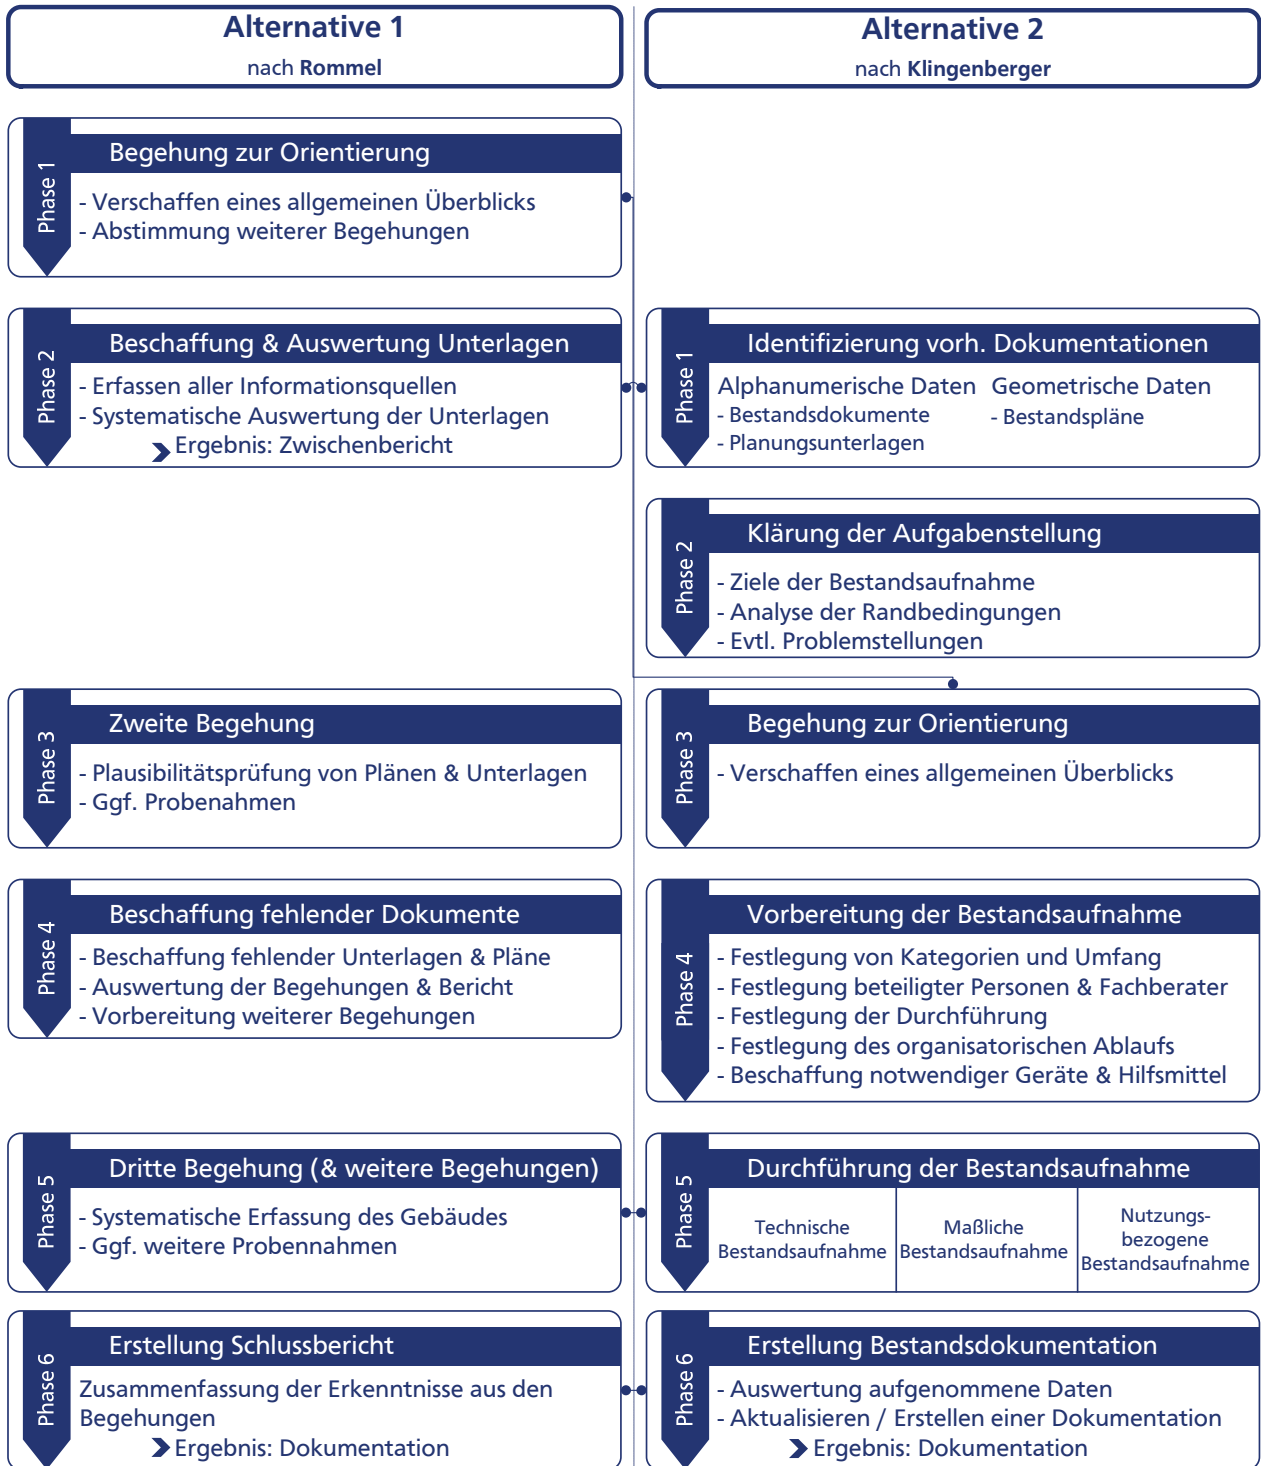 Alternative 1
nach Rommel
Alternative 2
nach Klingenberger
Phase 1
Begehung zur Orientierung
- Verschaffen eines allgemeinen Überblicks
- Abstimmung weiterer Begehungen
Phase 2
Beschaffung & Auswertung Unterlagen
- Erfassen aller Informationsquellen
- Systematische Auswertung der Unterlagen
Ergebnis: Zwischenbericht
Phase 1
Identifizierung vorh. Dokumentationen
Alphanumerische Daten
- Bestandsdokumente
- Planungsunterlagen
Geometrische Daten
- Bestandspläne
Phase 2
Klärung der Aufgabenstellung
- Ziele der Bestandsaufnahme
- Analyse der Randbedingungen
- Evtl. Problemstellungen
Phase 3
Zweite Begehung
- Plausibilitätsprüfung von Plänen & Unterlagen
- Ggf. Probenahmen
Phase 3
Begehung zur Orientierung
- Verschaffen eines allgemeinen Überblicks
Phase 4
Beschaffung fehlender Dokumente
- Beschaffung fehlender Unterlagen & Pläne
- Auswertung der Begehungen & Bericht
- Vorbereitung weiterer Begehungen
Phase 4
Vorbereitung der Bestandsaufnahme
- Festlegung von Kategorien und Umfang
- Festlegung beteiligter Personen & Fachberater
- Festlegung der Durchführung
- Festlegung des organisatorischen Ablaufs
- Beschaffung notwendiger Geräte & Hilfsmittel
Phase 5
Dritte Begehung (& weitere Begehungen)
- Systematische Erfassung des Gebäudes
- Ggf. weitere Probennahmen
Phase 5
Durchführung der Bestandsaufnahme
Technische
Bestandsaufnahme
Maßliche
Bestandsaufnahme
Nutzungs-
bezogene
Bestandsaufnahme
Phase 6
Erstellung Schlussbericht
Zusammenfassung der Erkenntnisse aus den
Begehungen
Ergebnis: Dokumentation
Phase 6
Erstellung Bestandsdokumentation
- Auswertung aufgenommene Daten
- Aktualisieren / Erstellen einer Dokumentation
Ergebnis: Dokumentation